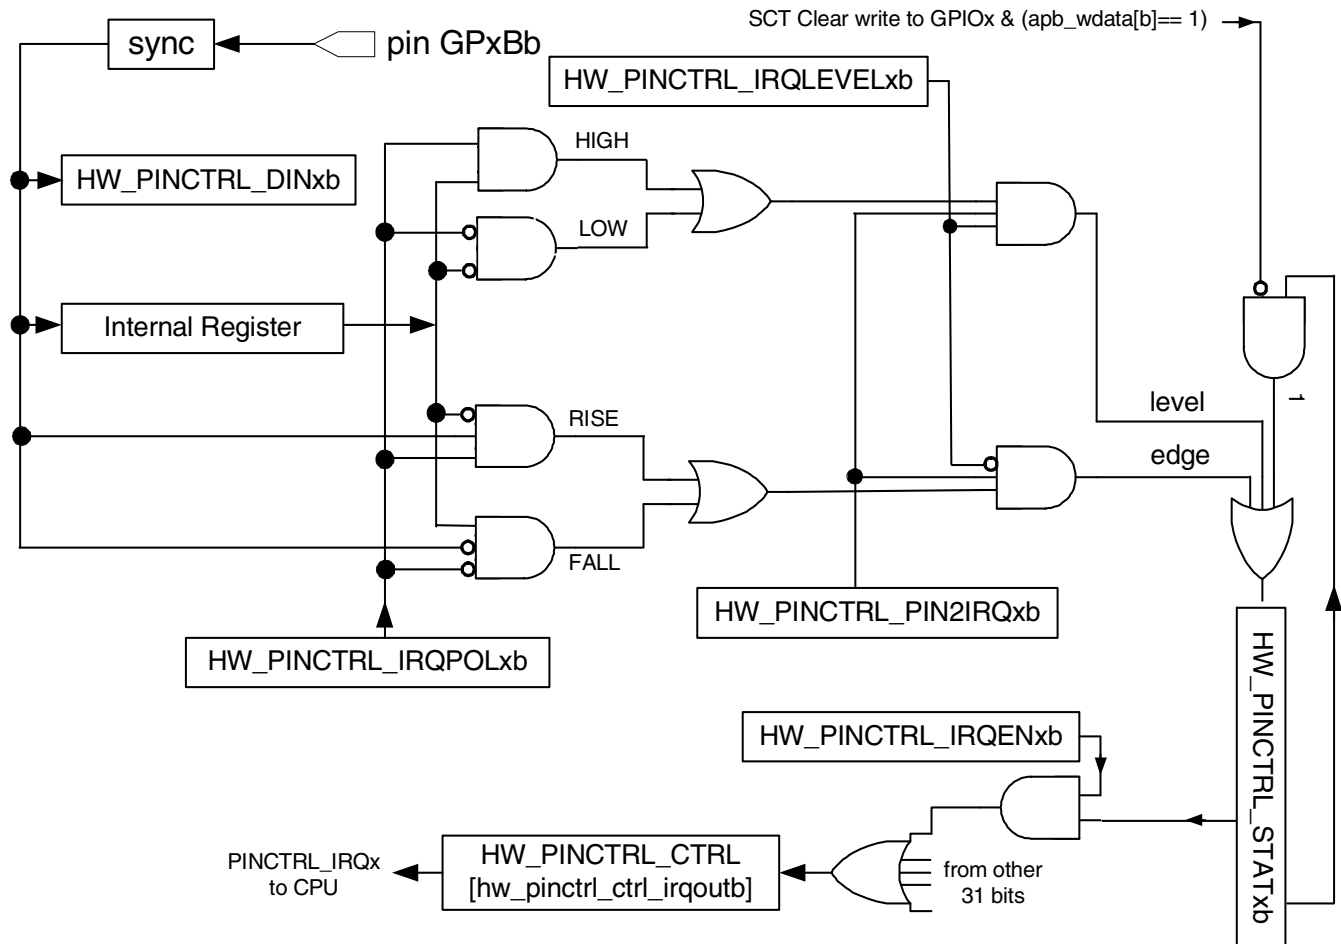 SCT Clear write to GPIOx & (apb_wdata[b]== 1)
sync
pin GPxBb
HW_PINCTRL_IRQLEVELxb
HIGH
HW_PINCTRL_DINxb
LOW
Internal Register
1
level
RISE
edge
FALL
HW_PINCTRL_PIN2IRQxb
HW_PINCTRL_IRQPOLxb
HW_PINCTRL_STATxb
HW_PINCTRL_IRQENxb
PINCTRL_IRQx
to CPU
HW_PINCTRL_CTRL
[hw_pinctrl_ctrl_irqoutb]
from other
31 bits